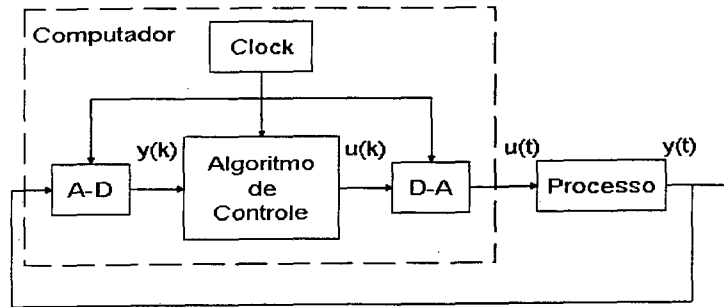 Computador
Clock
y(k)
u(k)
u(t)
y(t)
A-D
Algoritmo
de
Controle
D-A
Processo